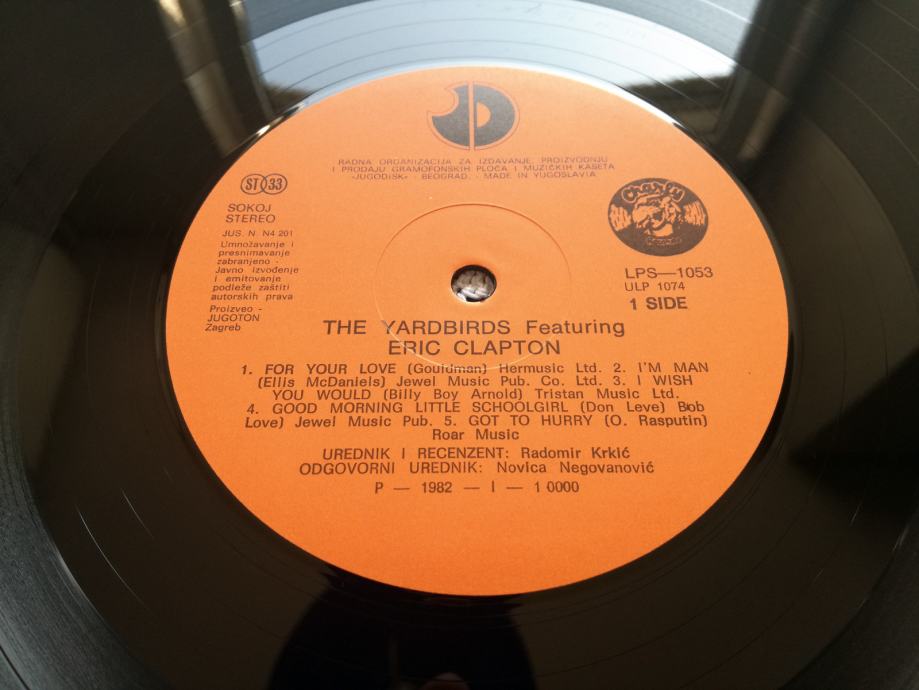 JD
RADNA ORGANIZACIJA ZA IZDAVANJE, PROIZVODNJU
I PRODAJU GRAMOFONSKIH PLOČA I MUZIČKIH KASETA
«JUGODISK» - BEOGRAD. - MADE IN YUGOSLAVIA
ST 33
SOKOJ
STEREO
JUS. N. N4 201
Umnožavanje i
presnimavanje
zabranjeno -
Javno izvođenje
i emitovanje
podleže zaštiti
autorskih prava
Proizveo -
JUGOTON
Zagreb
Charly
Records
LPS—1053
ULP 1074
1 SIDE
THE YARDBIRDS Featuring
ERIC CLAPTON
1. FOR YOUR LOVE (Gouldman) Hermusic Ltd. 2. I'M MAN
(Ellis McDaniels) Jewel Music Pub. Co. Ltd. 3. I WISH
YOU WOULD (Billy Boy Arnold) Tristan Music Ltd.
4. GOOD MORNING LITTLE SCHOOLGIRL (Don Leve) Bob
Love) Jewel Music Pub. 5. GOT TO HURRY (O. Rasputin)
Roar Music
UREDNIK I RECENZENT: Radomir Krkić
ODGOVORNI UREDNIK: Novica Negovanović
P — 1982 — I — 1 0000